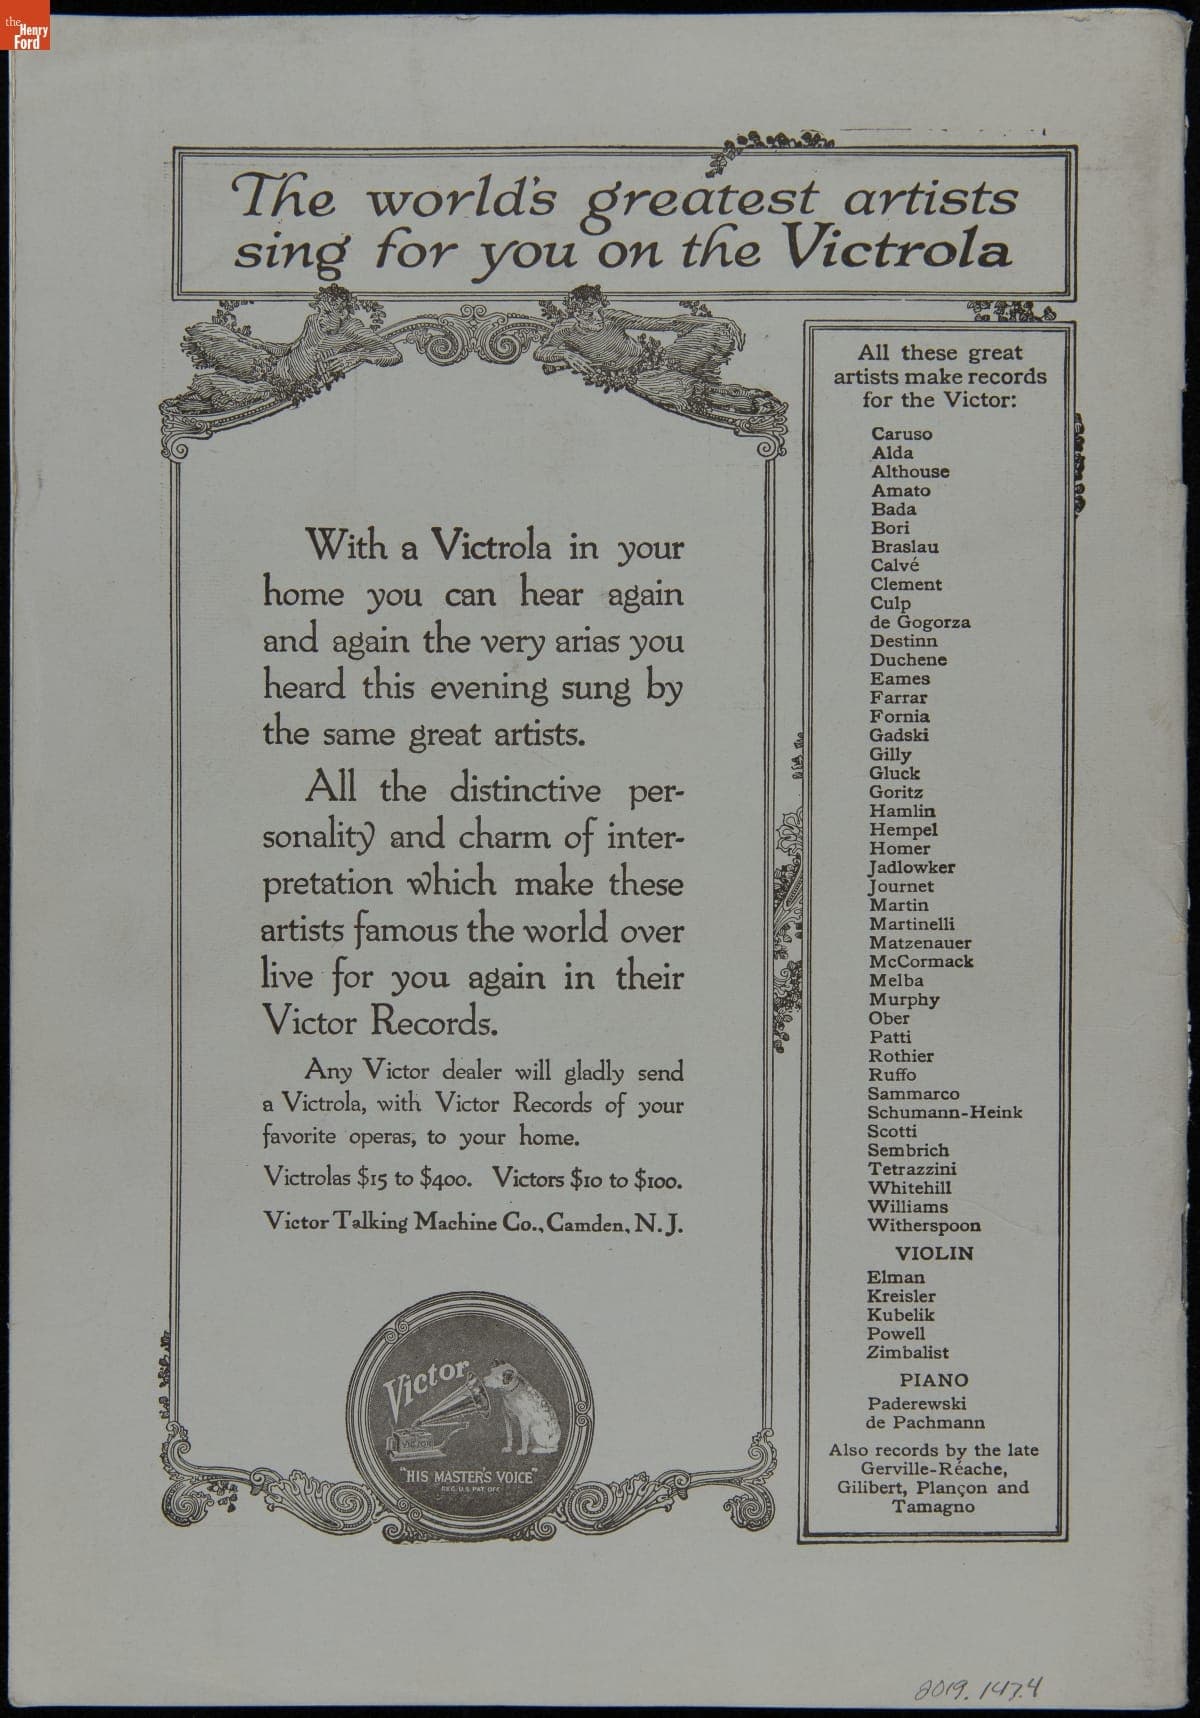 the
Henry
Ford
The world's greatest artists
sing for you on the Victrola
With a Victrola in your
home you can hear again
and again the very arias you
heard this evening sung by
the same great artists.
All the distinctive per-
sonality and charm of inter-
pretation which make these
artists famous the world over
live for you again in their
Victor Records.
Any Victor dealer will gladly send
a Victrola, with Victor Records of your
favorite operas, to your home.
Victrolas $15 to $400. Victors $10 to $100.
Victor Talking Machine Co., Camden, N. J.
Victor
VICTOR
"HIS MASTER'S VOICE"
REG. U.S. PAT. OFF.
All these great
artists make records
for the Victor:
Caruso
Alda
Althouse
Amato
Bada
Bori
Braslau
Calvé
Clement
Culp
de Gogorza
Destinn
Duchene
Eames
Farrar
Fornia
Gadski
Gilly
Gluck
Goritz
Hamlin
Hempel
Homer
Jadlowker
Journet
Martin
Martinelli
Matzenauer
McCormack
Melba
Murphy
Ober
Patti
Rothier
Ruffo
Sammarco
Schumann-Heink
Scotti
Sembrich
Tetrazzini
Whitehill
Williams
Witherspoon
VIOLIN
Elman
Kreisler
Kubelik
Powell
Zimbalist
PIANO
Paderewski
de Pachmann
Also records by the late
Gerville-Réache,
Gilibert, Plançon and
Tamagno
2019.147.4